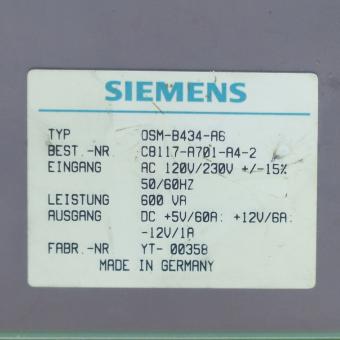 SIEMENS
TYP OSM-B434-A6
BEST.-NR. C8117-A701-A4-2
EINGANG AC 120V/230V +/-15%
50/60HZ
LEISTUNG 600 VA
AUSGANG DC +5V/60A: +12V/6A:
-12V/1A
FABR.-NR YT- 00358
MADE IN GERMANY